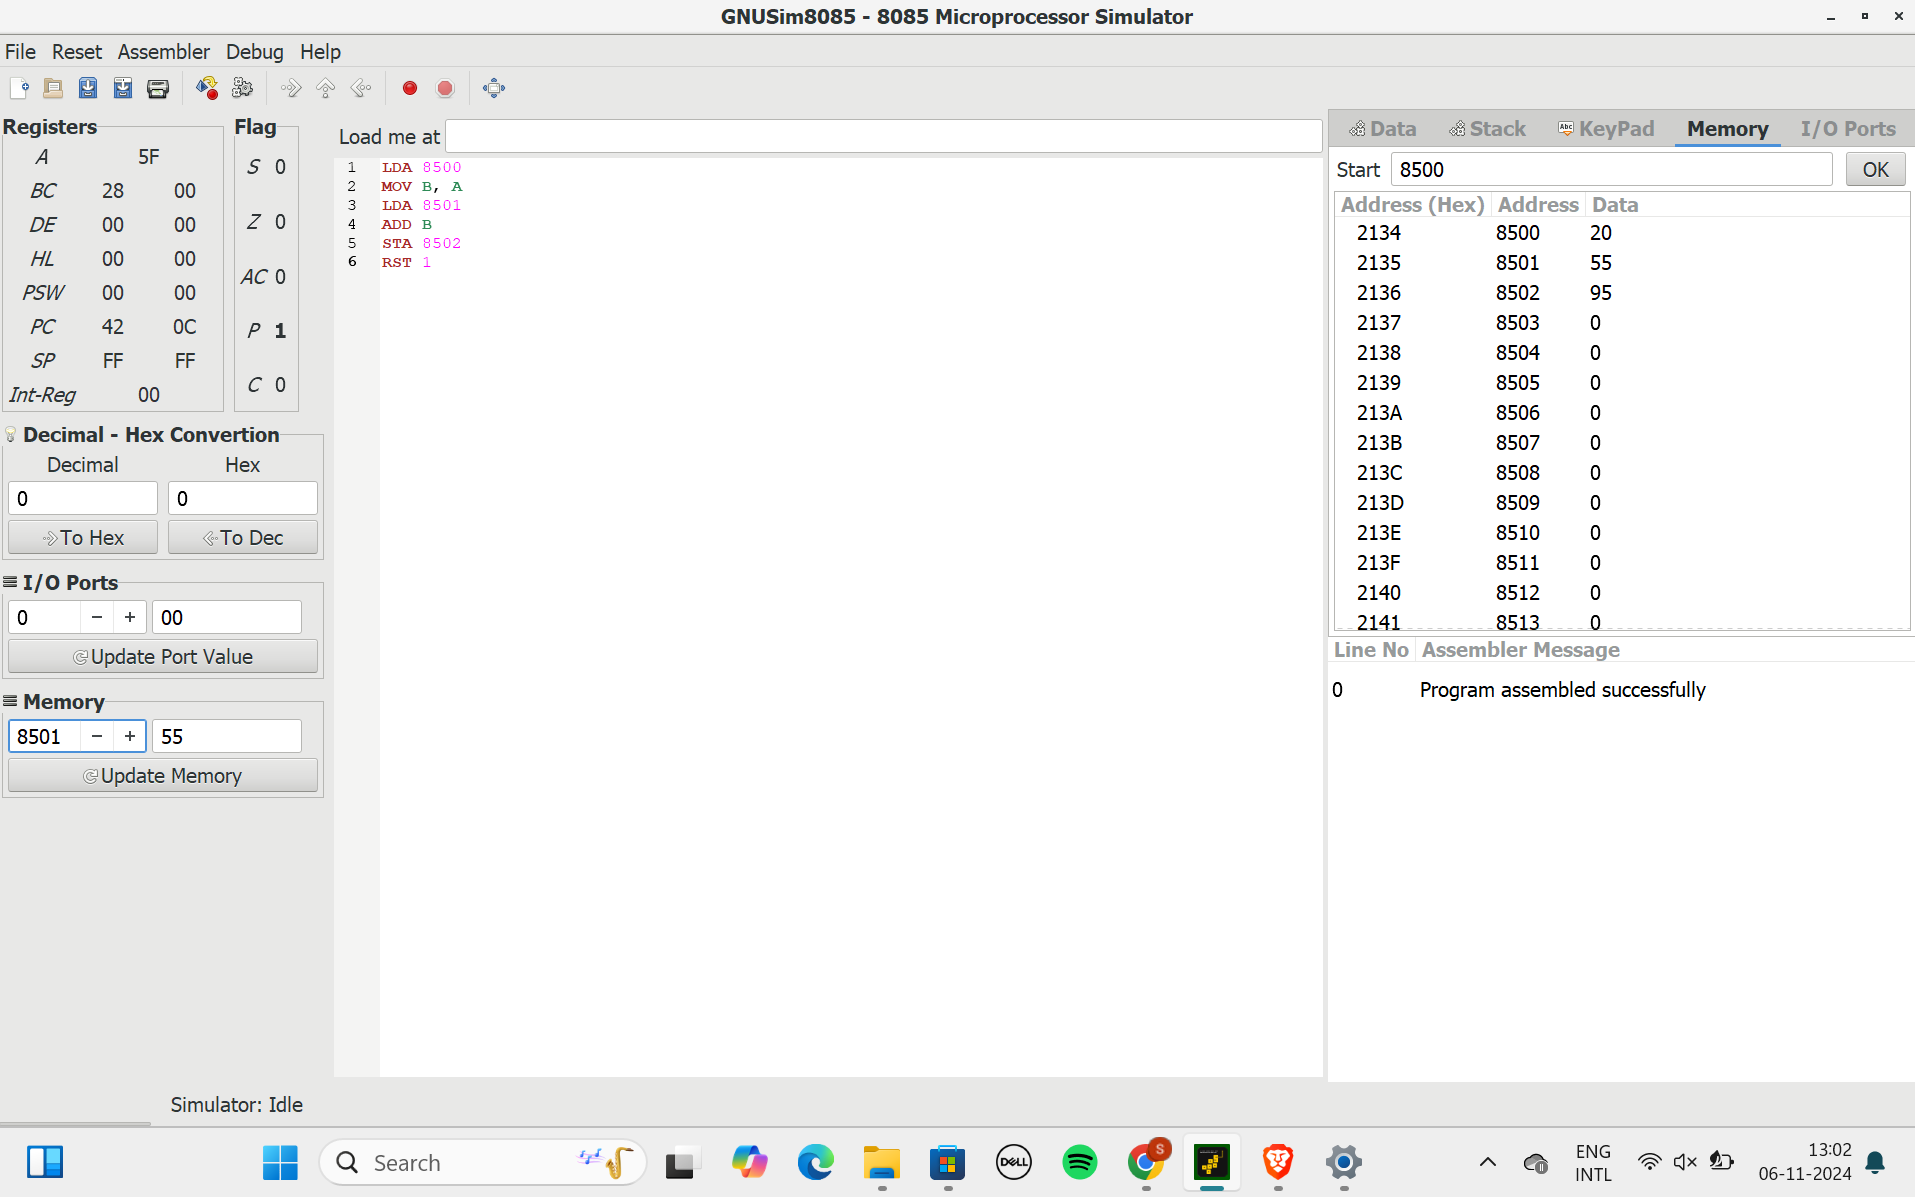 GNUSim8085 - 8085 Microprocessor Simulator
File Reset Assembler Debug Help
Registers
A 5F
BC 28 00
DE 00 00
HL 00 00
PSW 00 00
PC 42 0C
SP FF FF
Int-Reg 00
Flag
S 0
Z 0
AC 0
P 1
C 0
Decimal - Hex Convertion
Decimal Hex
0 0
To Hex To Dec
I/O Ports
0 − + 00
Update Port Value
Memory
8501 − + 55
Update Memory
Load me at
1 LDA 8500
2 MOV B, A
3 LDA 8501
4 ADD B
5 STA 8502
6 RST 1
Data Stack Abc KeyPad Memory I/O Ports
Start 8500 OK
Address (Hex) Address Data
2134 8500 20
2135 8501 55
2136 8502 95
2137 8503 0
2138 8504 0
2139 8505 0
213A 8506 0
213B 8507 0
213C 8508 0
213D 8509 0
213E 8510 0
213F 8511 0
2140 8512 0
2141 8513 0
Line No Assembler Message
0 Program assembled successfully
Simulator: Idle
Search
DELL
S
ENG
INTL
13:02
06-11-2024